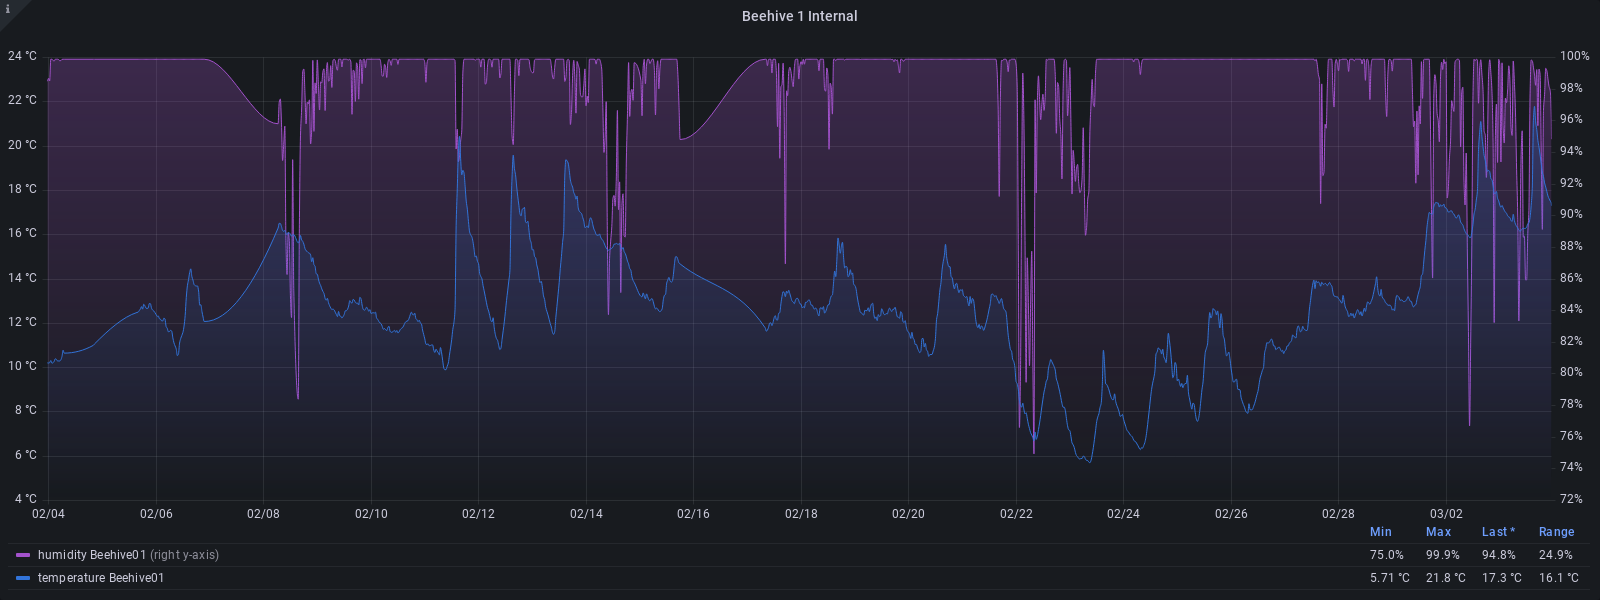 i
Beehive 1 Internal
24 °C 100%
98%
22 °C
96%
20 °C
94%
18 °C 92%
90%
16 °C
88%
14 °C 86%
84%
12 °C
82%
10 °C
80%
8 °C 78%
76%
6 °C
74%
4 °C 72%
02/04 02/06 02/08 02/10 02/12 02/14 02/16 02/18 02/20 02/22 02/24 02/26 02/28 03/02
Min Max Last * Range
humidity Beehive01 (right y-axis) 75.0% 99.9% 94.8% 24.9%
temperature Beehive01 5.71 °C 21.8 °C 17.3 °C 16.1 °C